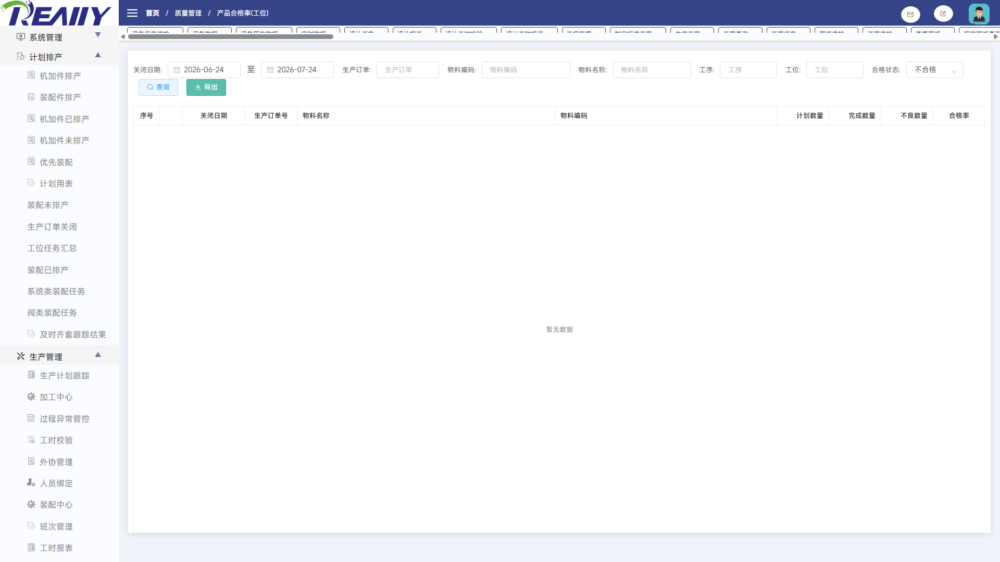 REAllY
首页 / 质量管理 / 产品合格率(工位)
系统管理
计划排产
机加件排产
装配件排产
机加件已排产
机加件未排产
优先装配
计划用表
装配未排产
生产订单关闭
工位任务汇总
装配已排产
系统类装配任务
阀类装配任务
及时齐套跟踪结果
生产管理
生产计划跟踪
加工中心
过程异常管控
工时校验
外协管理
人员绑定
装配中心
班次管理
工时报表
关闭日期: 2026-06-24 至 2026-07-24 生产订单: 生产订单 物料编码: 物料编码 物料名称: 物料名称 工序: 工序 工位: 工位 合格状态: 不合格
查询 导出
序号 关闭日期 生产订单号 物料名称 物料编码 计划数量 完成数量 不良数量 合格率
暂无数据